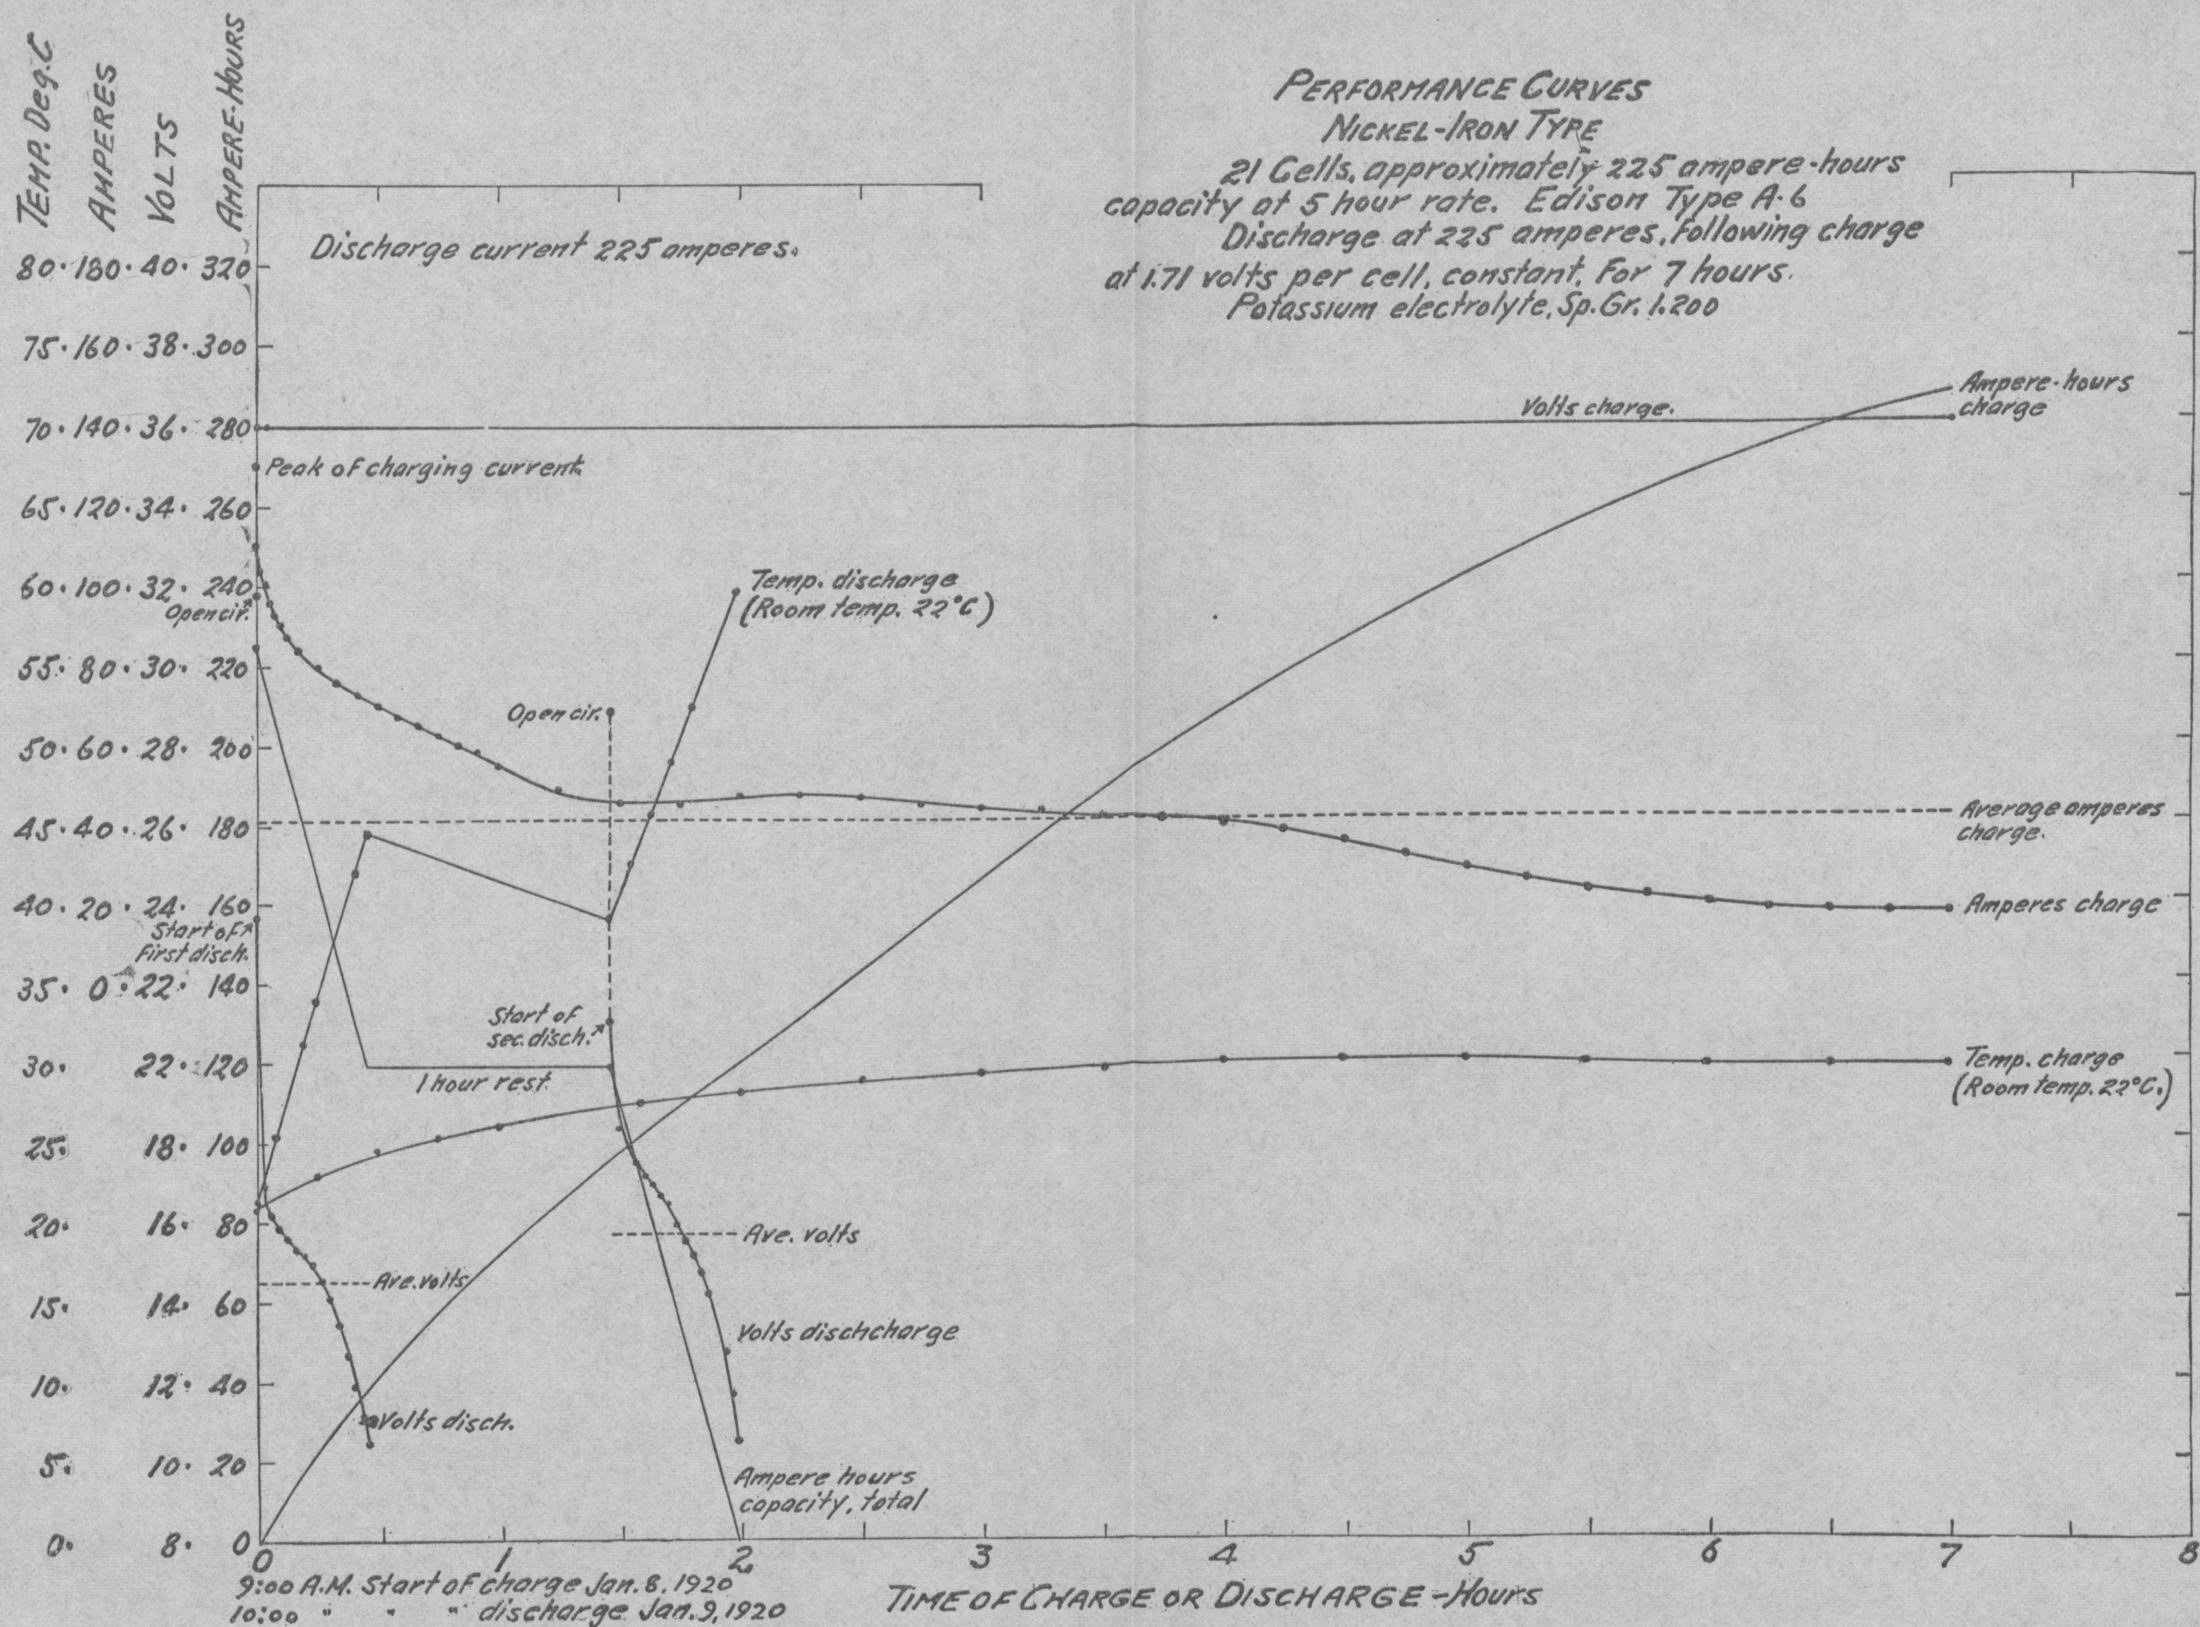 TEMP. Deg. C
AMPERES
VOLTS
AMPERE-HOURS
PERFORMANCE CURVES
NICKEL-IRON TYPE
21 Cells, approximately 225 ampere-hours
capacity at 5 hour rate. Edison Type A-6
Discharge at 225 amperes, Following charge
at 1.71 volts per cell, constant, For 7 hours.
Potassium electrolyte, Sp.Gr. 1.200
Discharge current 225 amperes.
80· 180· 40· 320
75· 160· 38· 300
Ampere-hours
charge
Volts charge.
70· 140· 36· 280
Peak of charging current.
65· 120· 34· 260
60· 100· 32· 240
Open cir.
Temp. discharge
(Room temp. 22°C)
55· 80· 30· 220
Open cir.
50· 60· 28· 200
Average amperes
charge.
45· 40· 26· 180
40· 20· 24· 160
Amperes charge
Start of
First disch.
35· 0· 22· 140
Start of
sec. disch.
30· 22· 120
1 hour rest.
Temp. charge
(Room temp. 22°C.)
25· 18· 100
20· 16· 80
Ave. volts
Ave. volts
15· 14· 60
Volts dischcharge
10· 12· 40
Volts disch.
5· 10· 20
Ampere hours
capacity, total
0· 8· 0
0 1 2 3 4 5 6 7 8
9:00 A.M. Start of charge Jan. 8. 1920
10:00 " " " discharge Jan. 9, 1920
TIME OF CHARGE OR DISCHARGE-Hours